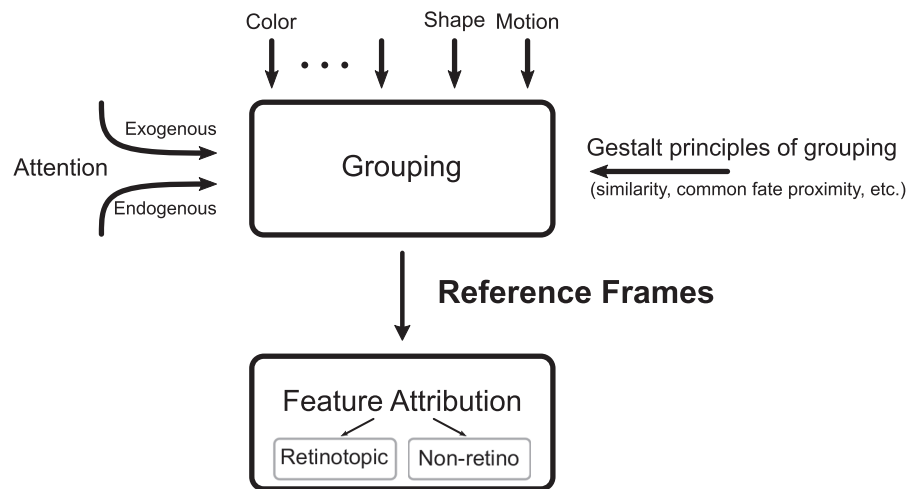 Color
Shape Motion
Exogenous
Attention
Endogenous
Grouping
Gestalt principles of grouping
(similarity, common fate proximity, etc.)
Reference Frames
Feature Attribution
Retinotopic
Non-retino